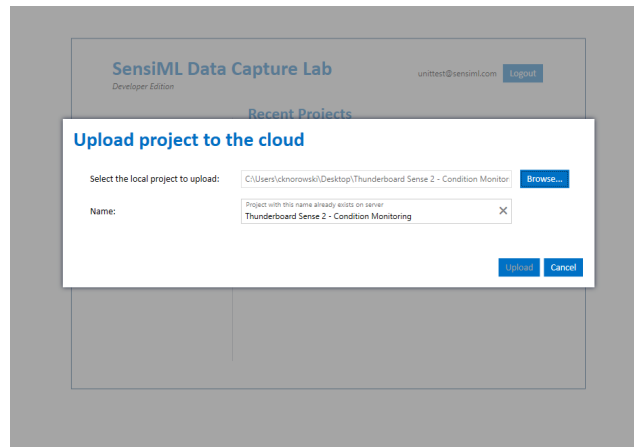 SensiML Data Capture Lab
Developer Edition
unittest@sensiml.com
Logout
Recent Projects
Upload project to the cloud
Select the local project to upload:
C:\Users\cknorowski\Desktop\Thunderboard Sense 2 - Condition Monitor
Browse...
Name:
Project with this name already exists on server
Thunderboard Sense 2 - Condition Monitoring
Upload
Cancel